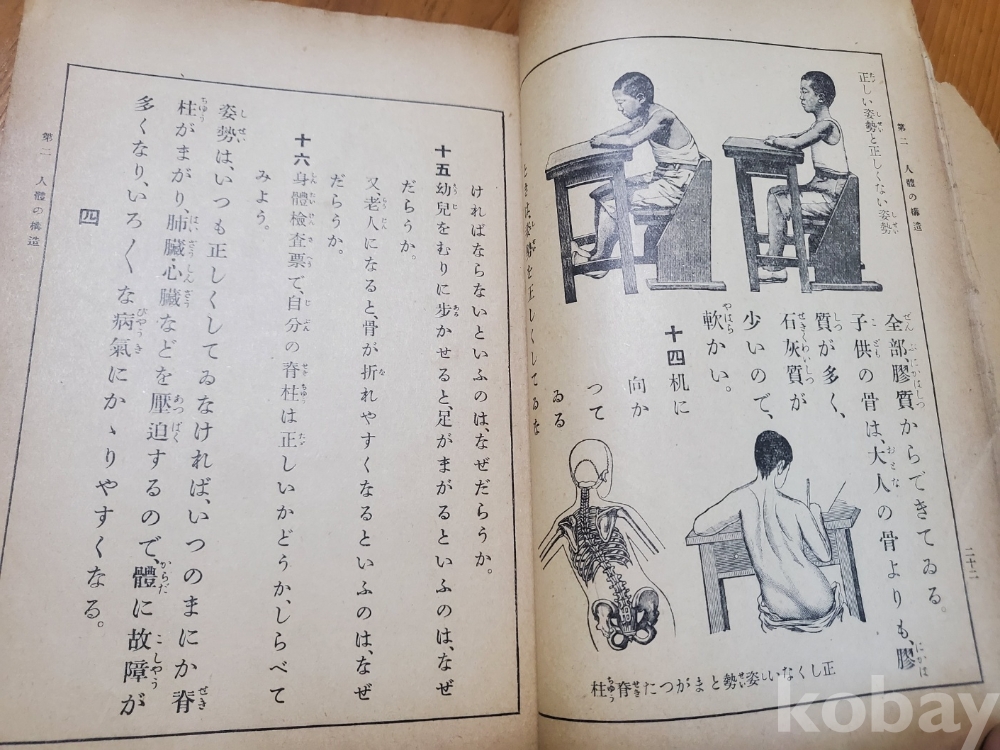 第二 人體の構造
二十二
正しい姿勢と正しくない姿勢
全部、膠質からできてゐる。
子供の骨は、大人の骨よりも、膠
質が多く、
石灰質が
少いので、
軟かい。
十四 机に
向か
つて
ゐる
とき、姿勢を正しくしてゐな
正しくない姿勢とまがつた脊柱
ければならないといふのは、なぜだらうか。
十五 幼兒をむりに歩かせると、足がまがるといふのは、なぜ
だらうか。
又、老人になると、骨が折れやすくなるといふのは、なぜ
だらうか。
十六 身體檢査票で、自分の脊柱は正しいかどうか、しらべて
みよう。
姿勢は、いつも正しくしてゐなければ、いつのまにか脊
柱がまがり、肺臟・心臟などを壓迫するので、體に故障が
多くなり、いろ〱な病氣にかゝりやすくなる。
四
第二 人體の構造
kobay